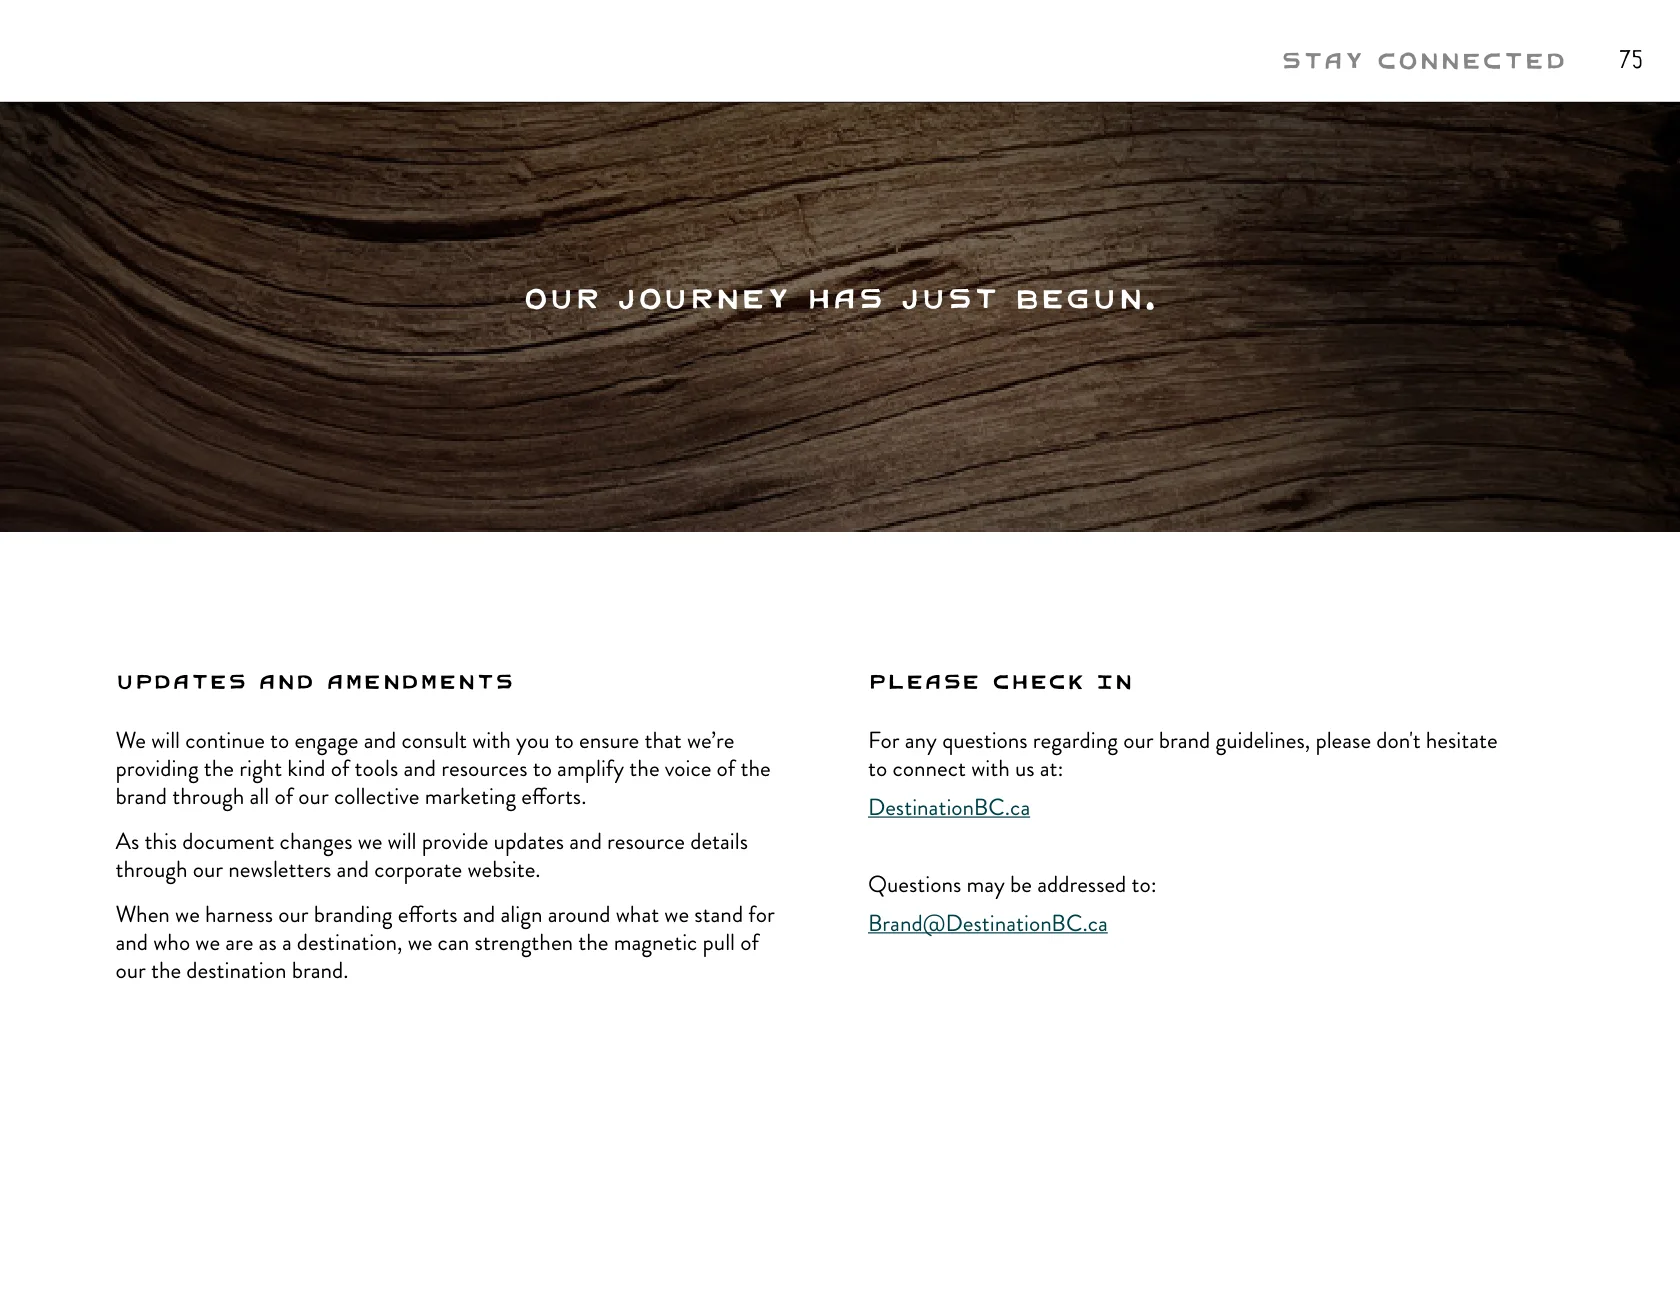 STAY CONNECTED 75
OUR JOURNEY HAS JUST BEGUN.
UPDATES AND AMENDMENTS
We will continue to engage and consult with you to ensure that we’re
providing the right kind of tools and resources to amplify the voice of the
brand through all of our collective marketing efforts.
As this document changes we will provide updates and resource details
through our newsletters and corporate website.
When we harness our branding efforts and align around what we stand for
and who we are as a destination, we can strengthen the magnetic pull of
our the destination brand.
PLEASE CHECK IN
For any questions regarding our brand guidelines, please don't hesitate
to connect with us at:
DestinationBC.ca
Questions may be addressed to:
Brand@DestinationBC.ca